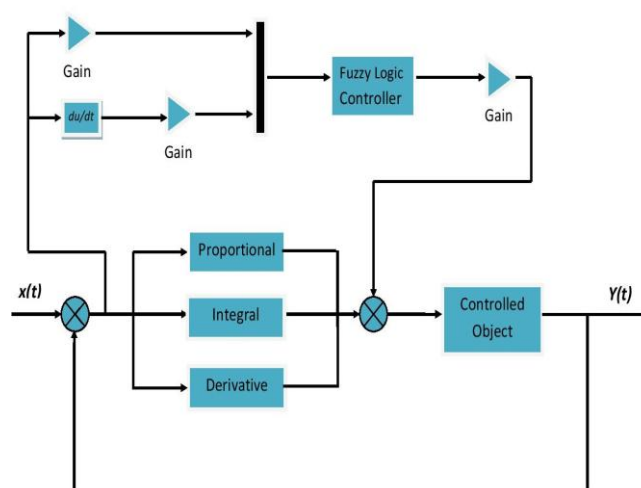 Gain
Fuzzy Logic
Controller
du/dt
Gain
Gain
Proportional
x(t)
Integral
Controlled
Object
Y(t)
Derivative